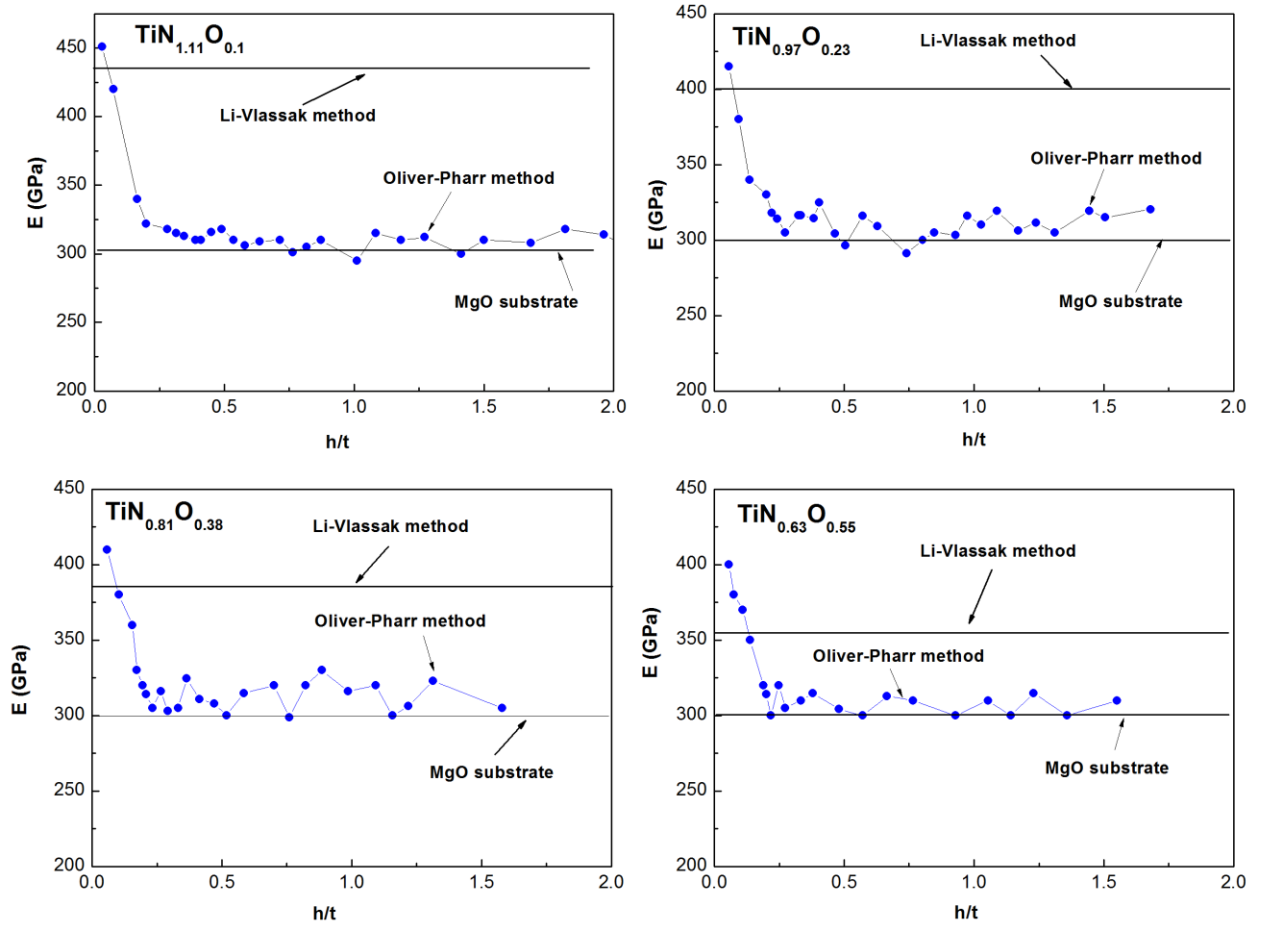 TiN1.11O0.1
Li-Vlassak method
Oliver-Pharr method
MgO substrate
E (GPa)
450
400
350
300
250
200
0.0 0.5 1.0 1.5 2.0
h/t
TiN0.97O0.23
Li-Vlassak method
Oliver-Pharr method
MgO substrate
E (GPa)
450
400
350
300
250
200
0.0 0.5 1.0 1.5 2.0
h/t
TiN0.81O0.38
Li-Vlassak method
Oliver-Pharr method
MgO substrate
E (GPa)
450
400
350
300
250
200
0.0 0.5 1.0 1.5 2.0
h/t
TiN0.63O0.55
Li-Vlassak method
Oliver-Pharr method
MgO substrate
E (GPa)
450
400
350
300
250
200
0.0 0.5 1.0 1.5 2.0
h/t